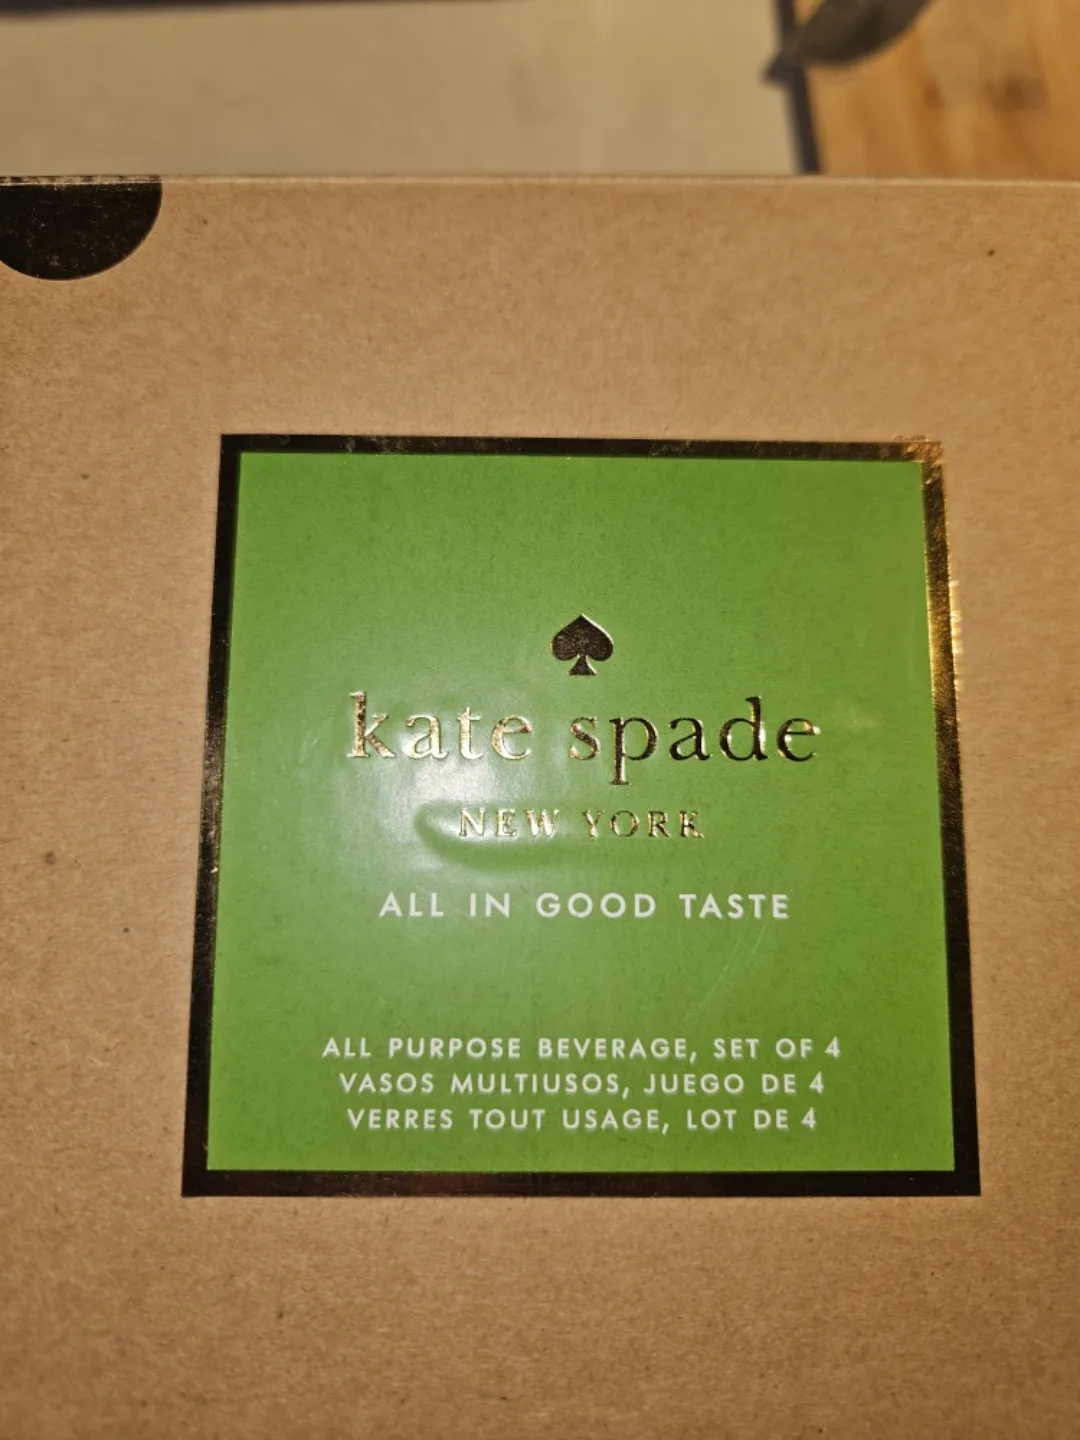 kate spade
NEW YORK
ALL IN GOOD TASTE
ALL PURPOSE BEVERAGE, SET OF 4
VASOS MULTIUSOS, JUEGO DE 4
VERRES TOUT USAGE, LOT DE 4